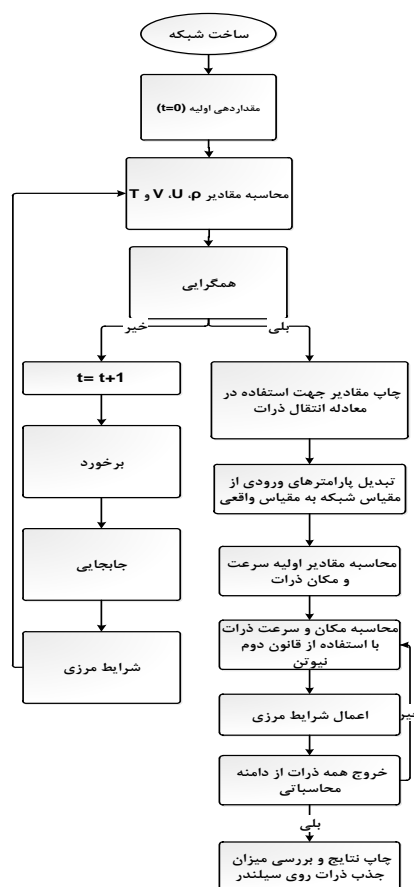 ساخت شبکه
مقداردهی اولیه (t=0)
محاسبه مقادیر V ،U ،ρ و T
همگرایی
خیر
بلی
t= t+1
برخورد
جابجایی
شرایط مرزی
چاپ مقادیر جهت استفاده در
معادله انتقال ذرات
تبدیل پارامترهای ورودی از
مقیاس شبکه به مقیاس واقعی
محاسبه مقادیر اولیه سرعت
و مکان ذرات
محاسبه مکان و سرعت ذرات
با استفاده از قانون دوم
نیوتن
اعمال شرایط مرزی
خیر
خروج همه ذرات از دامنه
محاسباتی
بلی
چاپ نتایج و بررسی میزان
جذب ذرات روی سیلندر